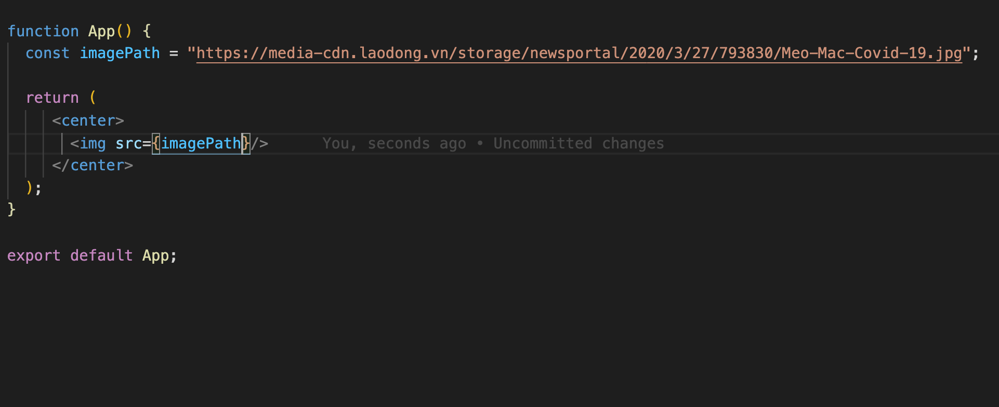 function App() {
const imagePath = "https://media-cdn.laodong.vn/storage/newsportal/2020/3/27/793830/Meo-Mac-Covid-19.jpg";
return (
<center>
<img src={imagePath}/> You, seconds ago • Uncommitted changes
</center>
);
}
export default App;